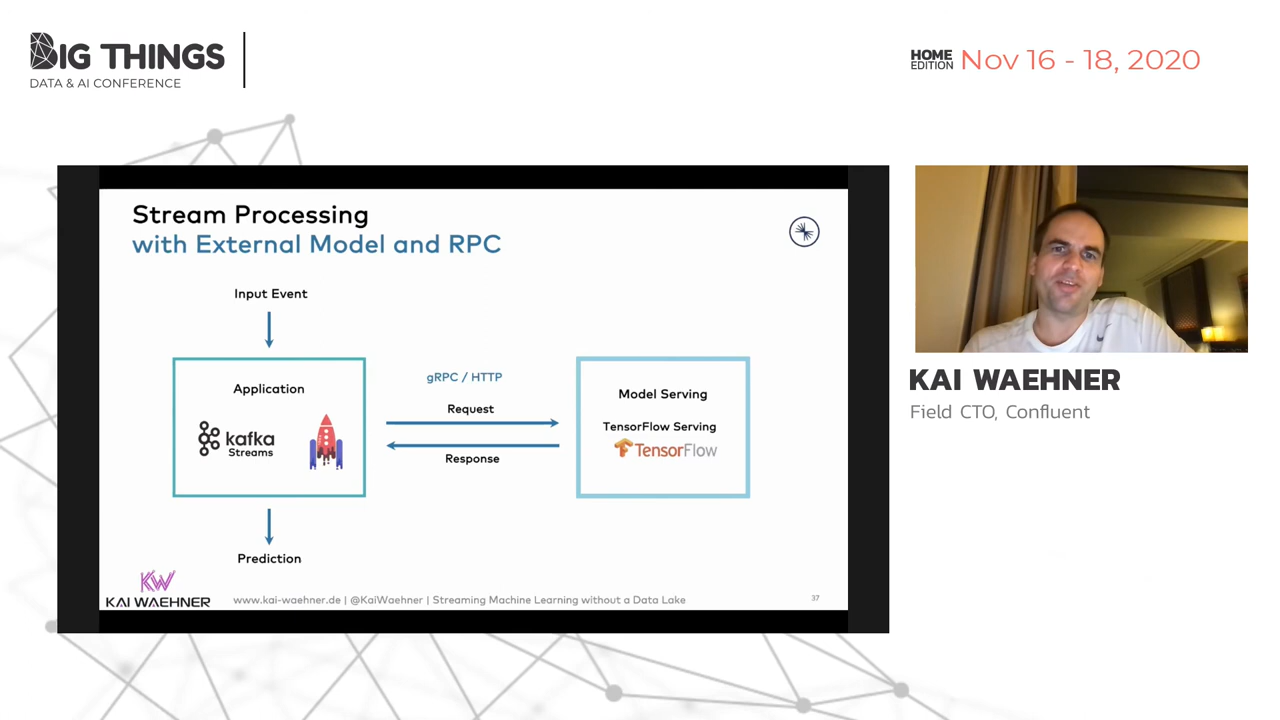 BIG THINGS
DATA & AI CONFERENCE
HOME
EDITION
Nov 16 - 18, 2020
Stream Processing
with External Model and RPC
Input Event
Application
kafka
Streams
gRPC / HTTP
Request
Response
Model Serving
TensorFlow Serving
TensorFlow
Prediction
KW
KAI WAEHNER
www.kai-waehner.de | @KaiWaehner | Streaming Machine Learning without a Data Lake
37
KAI WAEHNER
Field CTO, Confluent